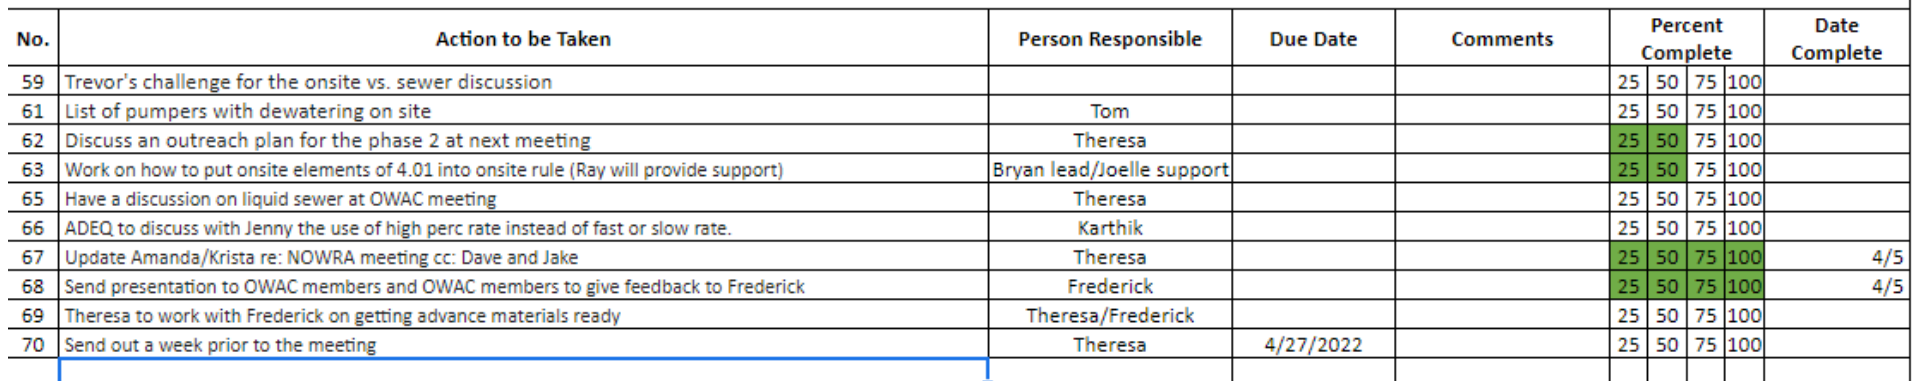 No. Action to be Taken Person Responsible Due Date Comments Percent Complete Date Complete
59 Trevor's challenge for the onsite vs. sewer discussion 25 50 75 100
61 List of pumpers with dewatering on site Tom 25 50 75 100
62 Discuss an outreach plan for the phase 2 at next meeting Theresa 25 50 75 100
63 Work on how to put onsite elements of 4.01 into onsite rule (Ray will provide support) Bryan lead/Joelle support 25 50 75 100
65 Have a discussion on liquid sewer at OWAC meeting Theresa 25 50 75 100
66 ADEQ to discuss with Jenny the use of high perc rate instead of fast or slow rate. Karthik 25 50 75 100
67 Update Amanda/Krista re: NOWRA meeting cc: Dave and Jake Theresa 25 50 75 100 4/5
68 Send presentation to OWAC members and OWAC members to give feedback to Frederick Frederick 25 50 75 100 4/5
69 Theresa to work with Frederick on getting advance materials ready Theresa/Frederick 25 50 75 100
70 Send out a week prior to the meeting Theresa 4/27/2022 25 50 75 100